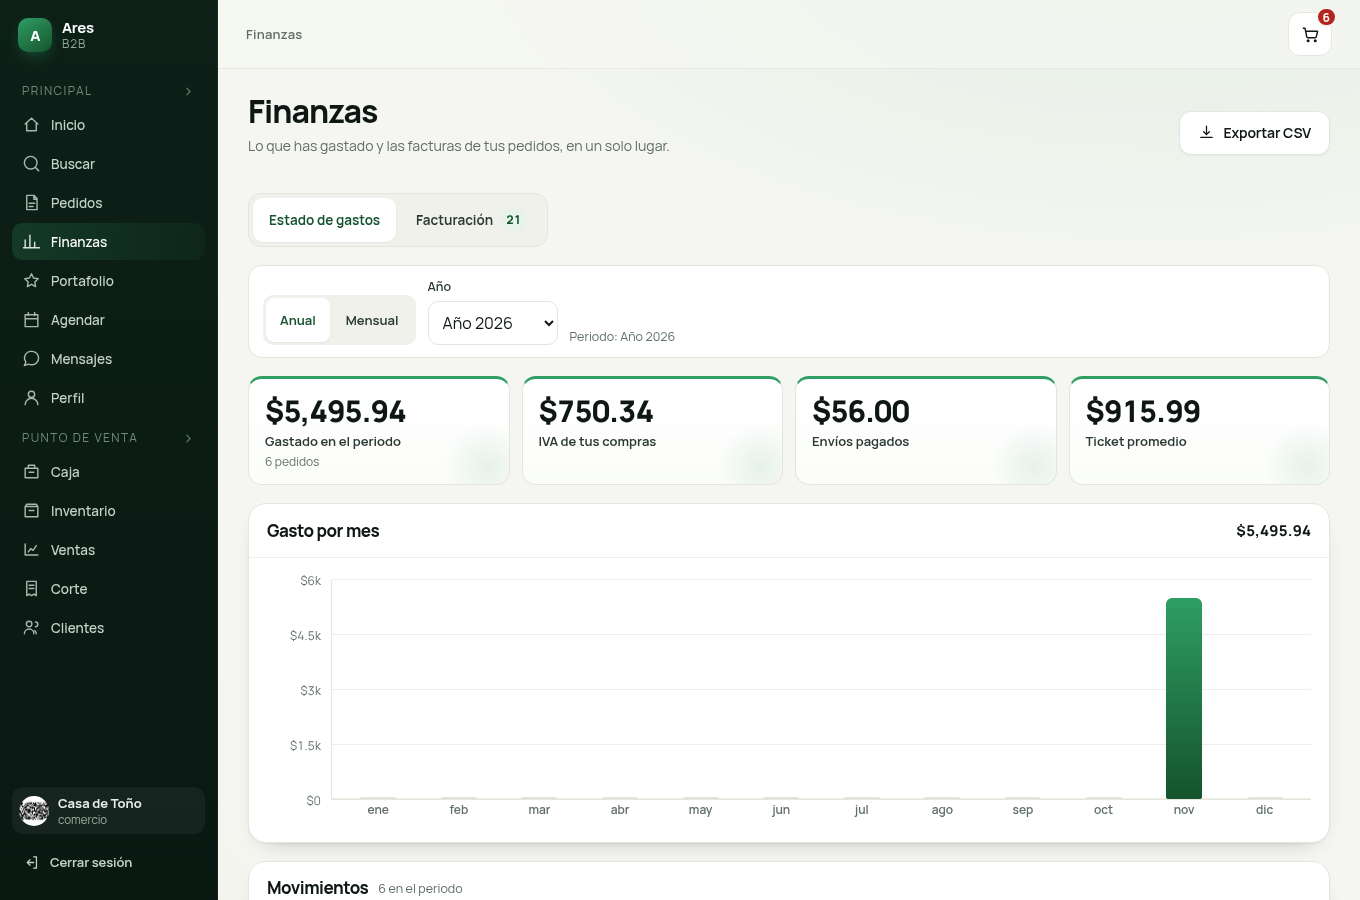 A
Ares
B2B
PRINCIPAL
Inicio
Buscar
Pedidos
Finanzas
Portafolio
Agendar
Mensajes
Perfil
PUNTO DE VENTA
Caja
Inventario
Ventas
Corte
Clientes
Casa de Toño
comercio
Cerrar sesión
Finanzas
6
Finanzas
Lo que has gastado y las facturas de tus pedidos, en un solo lugar.
Exportar CSV
Estado de gastos
Facturación 21
Año
Anual Mensual Año 2026 Periodo: Año 2026
$5,495.94
Gastado en el periodo
6 pedidos
$750.34
IVA de tus compras
$56.00
Envíos pagados
$915.99
Ticket promedio
Gasto por mes $5,495.94
$6k
$4.5k
$3k
$1.5k
$0
ene feb mar abr may jun jul ago sep oct nov dic
Movimientos 6 en el periodo